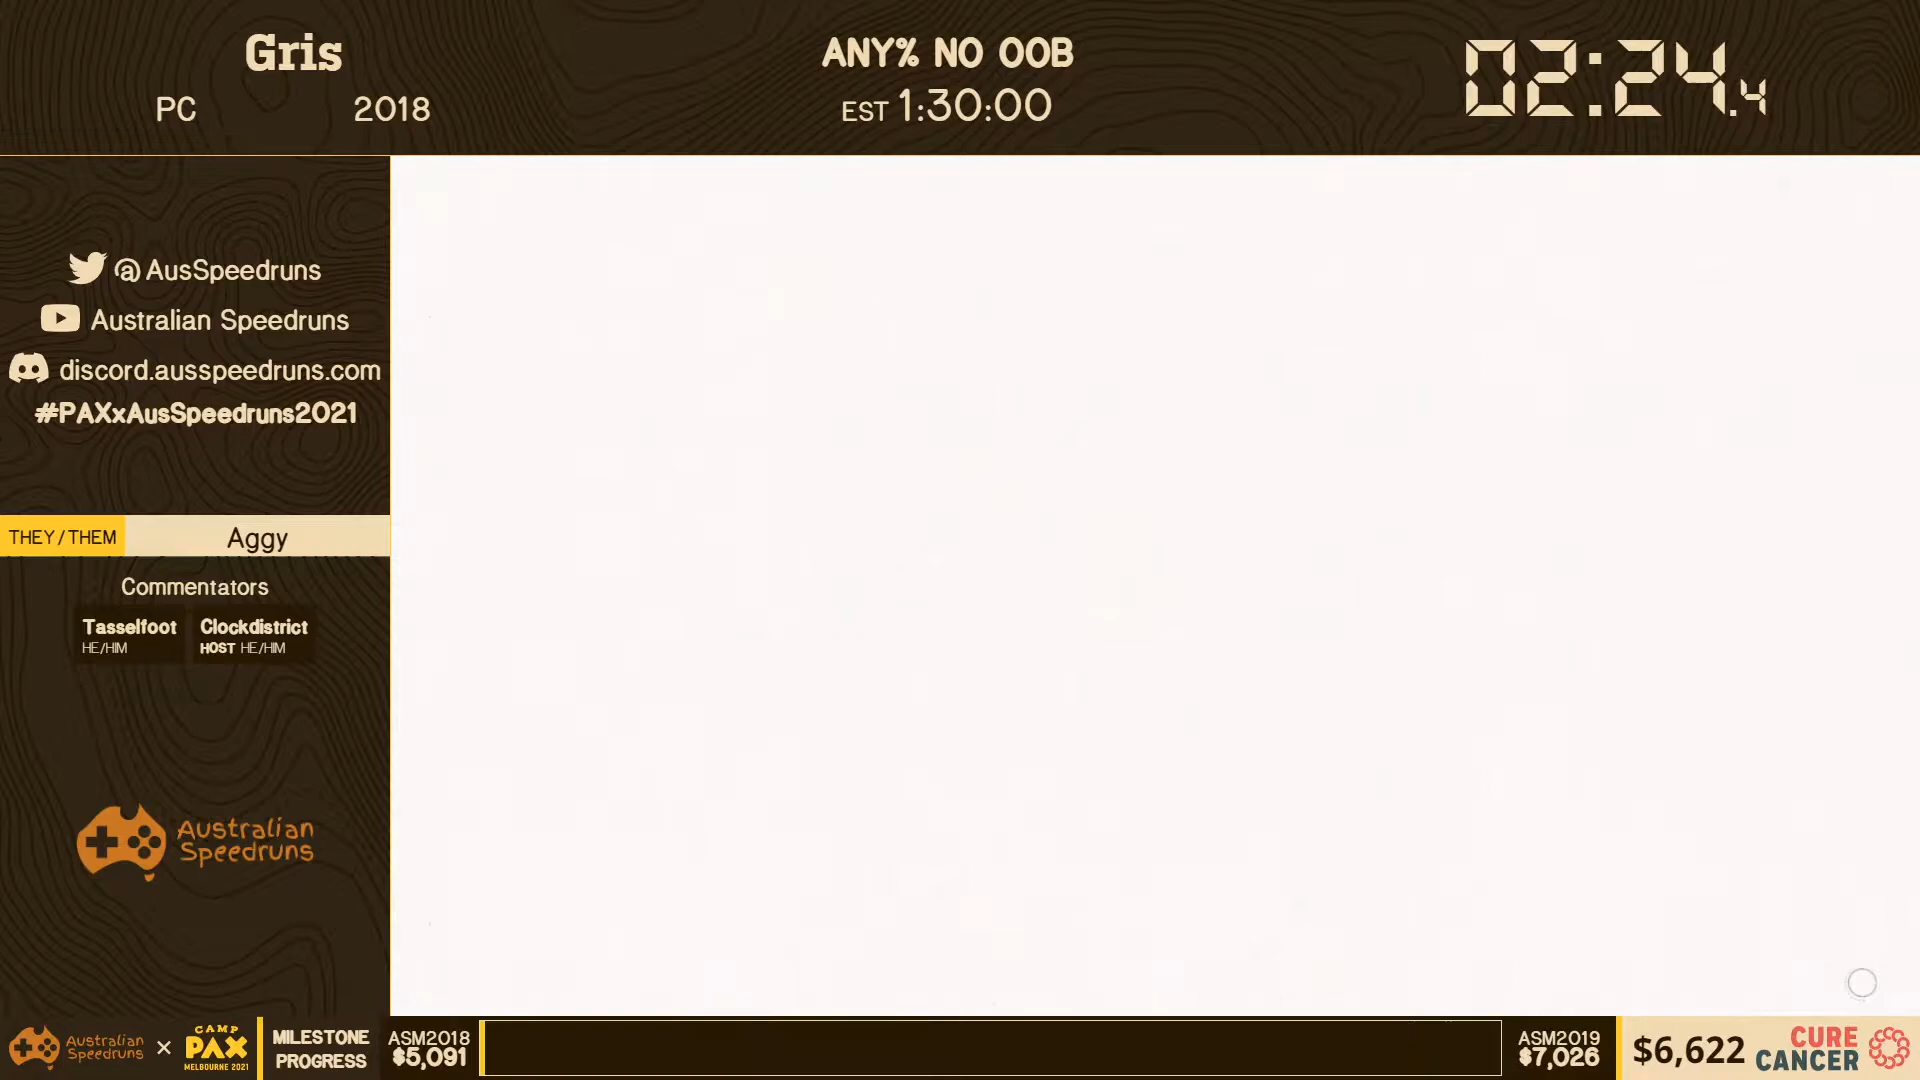 Gris
PC 2018
ANY% NO OOB
EST 1:30:00
02:24.4
@AusSpeedruns
Australian Speedruns
discord.ausspeedruns.com
#PAXxAusSpeedruns2021
THEY/THEM Aggy
Commentators
Tasselfoot
HE/HIM
Clockdistrict
HOST HE/HIM
Australian
Speedruns
Australian
Speedruns
×
CAMP
PAX
MELBOURNE 2021
MILESTONE
PROGRESS
ASM2018
$5,091
ASM2019
$7,026
$6,622
CURE
CANCER